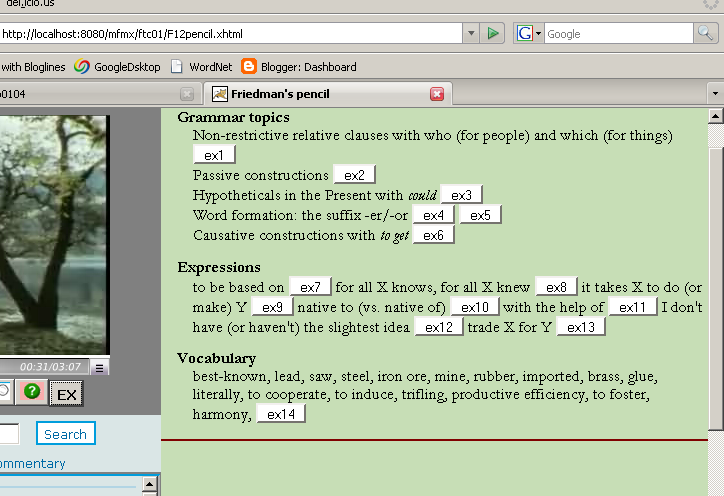 del.icio.us
http://localhost:8080/mfmx/ftc01/F12pencil.xhtml
G Google
with Bloglines GoogleDsktop WordNet Blogger: Dashboard
0104 Friedman's pencil
Grammar topics
Non-restrictive relative clauses with who (for people) and which (for things)
ex1
Passive constructions ex2
Hypotheticals in the Present with could ex3
Word formation: the suffix -er/-or ex4 ex5
Causative constructions with to get ex6
Expressions
to be based on ex7 for all X knows, for all X knew ex8 it takes X to do (or
make) Y ex9 native to (vs. native of) ex10 with the help of ex11 I don't
have (or haven't) the slightest idea ex12 trade X for Y ex13
Vocabulary
best-known, lead, saw, steel, iron ore, mine, rubber, imported, brass, glue,
literally, to cooperate, to induce, trifling, productive efficiency, to foster,
harmony, ex14
00:31/03:07
? EX
Search
ommentary